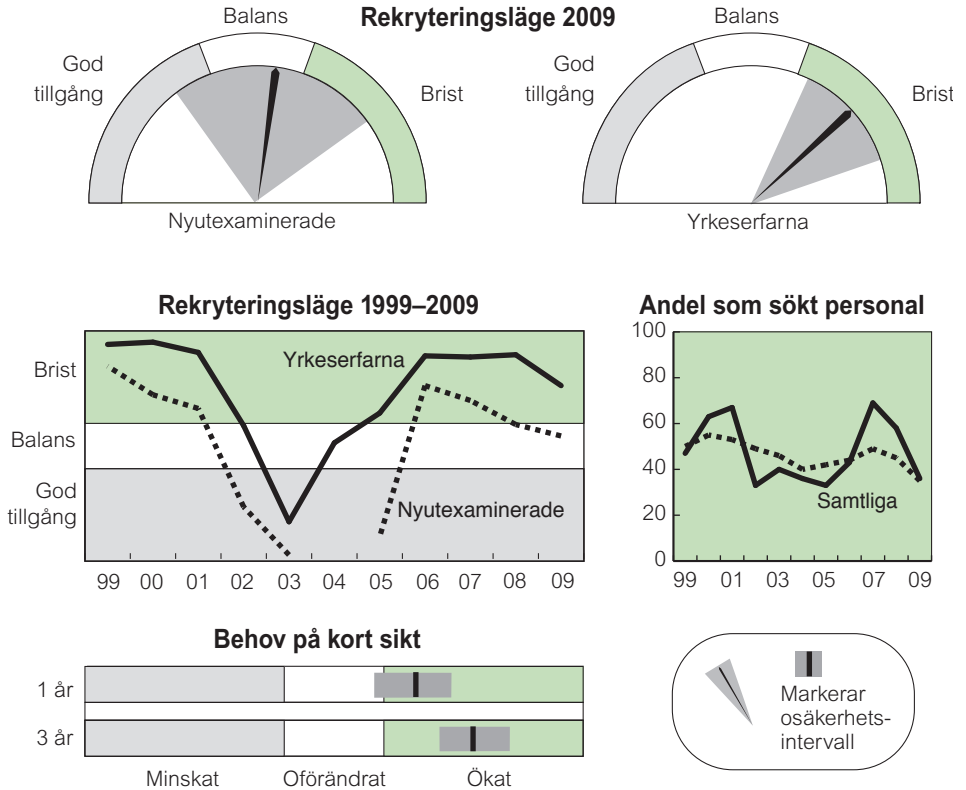 Rekryteringsläge 2009
Balans
God
tillgång
Brist
Nyutexaminerade
Balans
God
tillgång
Brist
Yrkeserfarna
Rekryteringsläge 1999–2009
Brist
Balans
God
tillgång
Yrkeserfarna
Nyutexaminerade
99 00 01 02 03 04 05 06 07 08 09
Andel som sökt personal
100
80
60
40
20
0
Samtliga
99 01 03 05 07 09
Behov på kort sikt
1 år
3 år
Minskat Oförändrat Ökat
Markerar
osäkerhets-
intervall